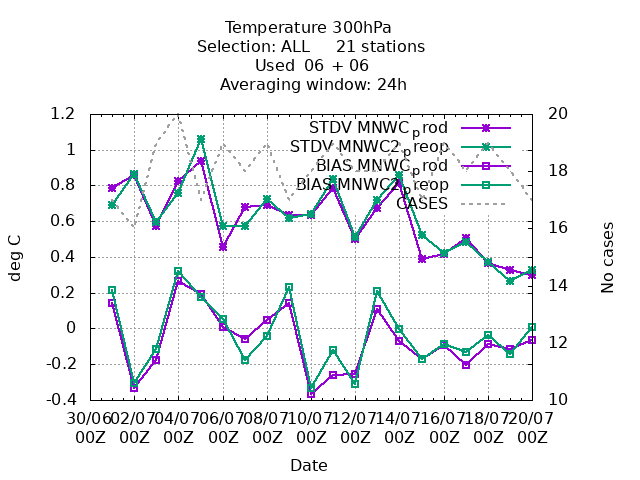 Temperature 300hPa
Selection: ALL 21 stations
Used 06 + 06
Averaging window: 24h
1.2
1
0.8
0.6
0.4
0.2
0
-0.2
-0.4
20
18
16
14
12
10
deg C
No cases
STDV MNWC_prod
STDV MNWC2_preop
BIAS MNWC_prod
BIAS MNWC2_preop
CASES
30/06 02/07 04/07 06/07 08/07 10/07 12/07 14/07 16/07 18/07 20/07
00Z 00Z 00Z 00Z 00Z 00Z 00Z 00Z 00Z 00Z 00Z
Date